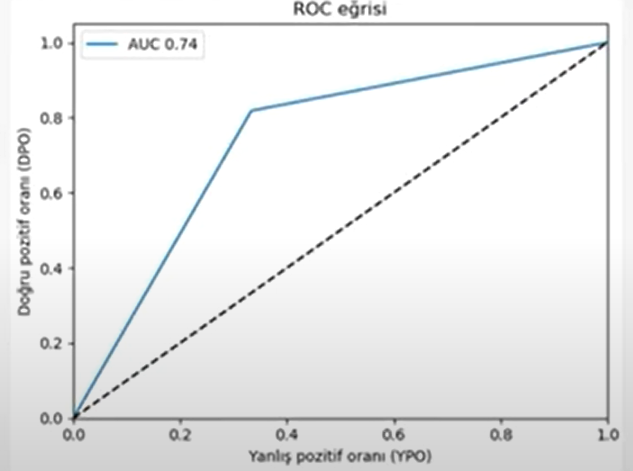 ROC eğrisi
AUC 0.74
Doğru pozitif oranı (DPO)
1.0
0.8
0.6
0.4
0.2
0.0
0.0 0.2 0.4 0.6 0.8 1.0
Yanlış pozitif oranı (YPO)